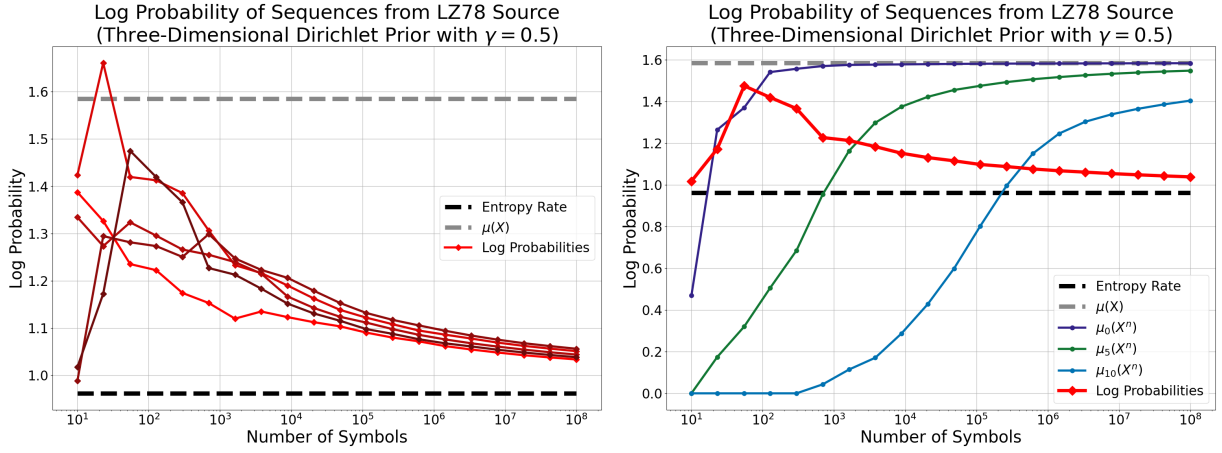 Log Probability of Sequences from LZ78 Source
(Three-Dimensional Dirichlet Prior with γ = 0.5)
Log Probability
1.6
1.5
1.4
1.3
1.2
1.1
1.0
Entropy Rate
μ(X)
Log Probabilities
10¹ 10² 10³ 10⁴ 10⁵ 10⁶ 10⁷ 10⁸
Number of Symbols
Log Probability of Sequences from LZ78 Source
(Three-Dimensional Dirichlet Prior with γ = 0.5)
Log Probability
1.6
1.4
1.2
1.0
0.8
0.6
0.4
0.2
0.0
Entropy Rate
μ(X)
μ₀(Xⁿ)
μ₅(Xⁿ)
μ₁₀(Xⁿ)
Log Probabilities
10¹ 10² 10³ 10⁴ 10⁵ 10⁶ 10⁷ 10⁸
Number of Symbols